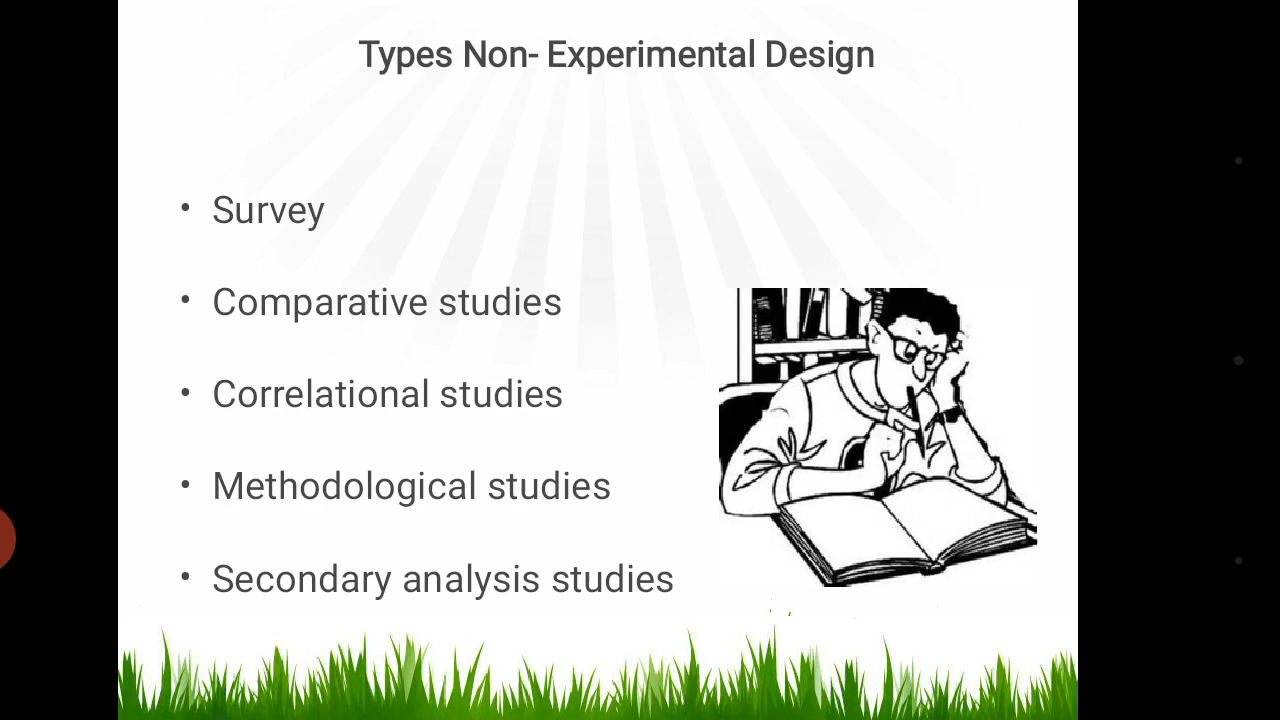 Types Non- Experimental Design
• Survey
• Comparative studies
• Correlational studies
• Methodological studies
• Secondary analysis studies